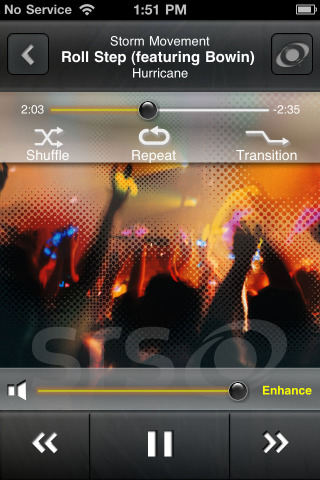 No Service 1:51 PM
Storm Movement
Roll Step (featuring Bowin)
Hurricane
2:03 -2:35
Shuffle Repeat Transition
SRS
Enhance